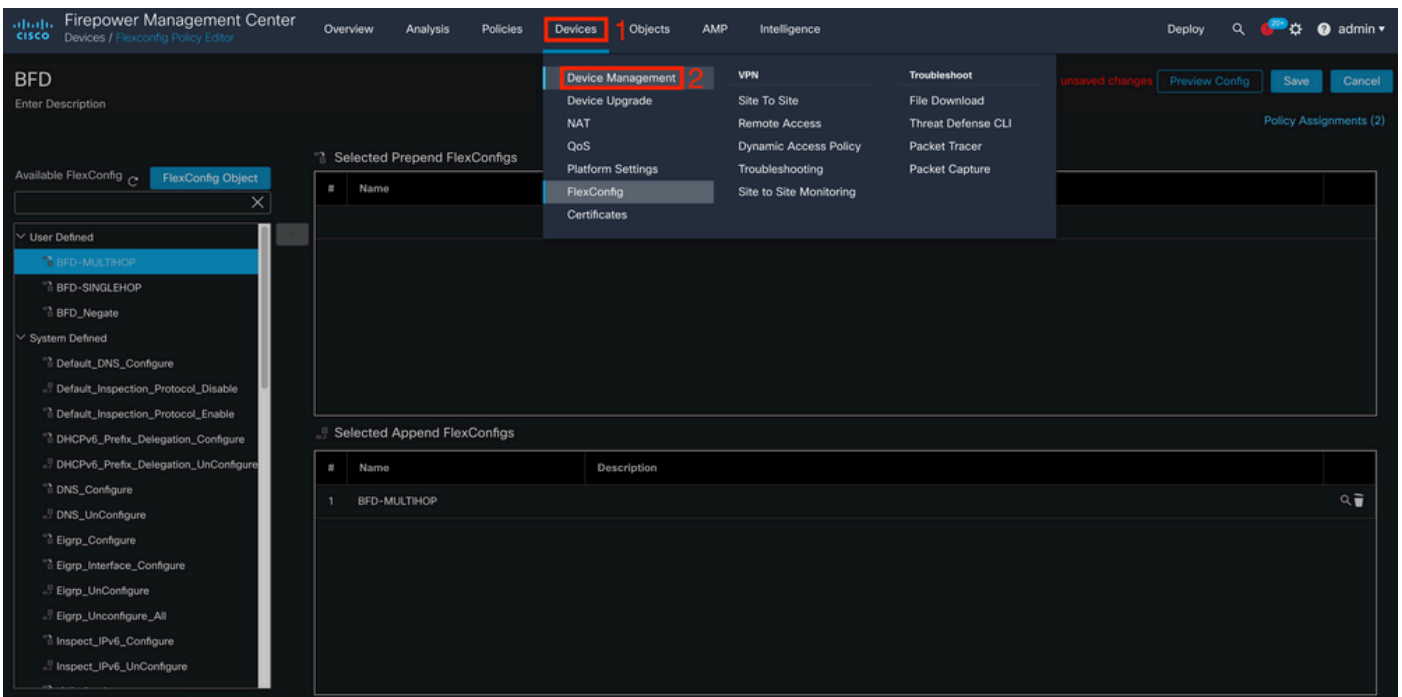 cisco
Firepower Management Center
Devices / Flexconfig Policy Editor
Overview
Analysis
Policies
Devices
1
Objects
AMP
Intelligence
Deploy
20+
admin
BFD
Enter Description
Device Management
2
Device Upgrade
NAT
QoS
Platform Settings
FlexConfig
Certificates
VPN
Site To Site
Remote Access
Dynamic Access Policy
Troubleshooting
Site to Site Monitoring
Troubleshoot
File Download
Threat Defense CLI
Packet Tracer
Packet Capture
unsaved changes
Preview Config
Save
Cancel
Policy Assignments (2)
Available FlexConfig
FlexConfig Object
User Defined
BFD-MULTIHOP
BFD-SINGLEHOP
BFD_Negate
System Defined
Default_DNS_Configure
Default_Inspection_Protocol_Disable
Default_Inspection_Protocol_Enable
DHCPv6_Prefix_Delegation_Configure
DHCPv6_Prefix_Delegation_UnConfigure
DNS_Configure
DNS_UnConfigure
Eigrp_Configure
Eigrp_Interface_Configure
Eigrp_UnConfigure
Eigrp_Unconfigure_All
Inspect_IPv6_Configure
Inspect_IPv6_UnConfigure
Selected Prepend FlexConfigs
# Name
Selected Append FlexConfigs
# Name Description
1 BFD-MULTIHOP